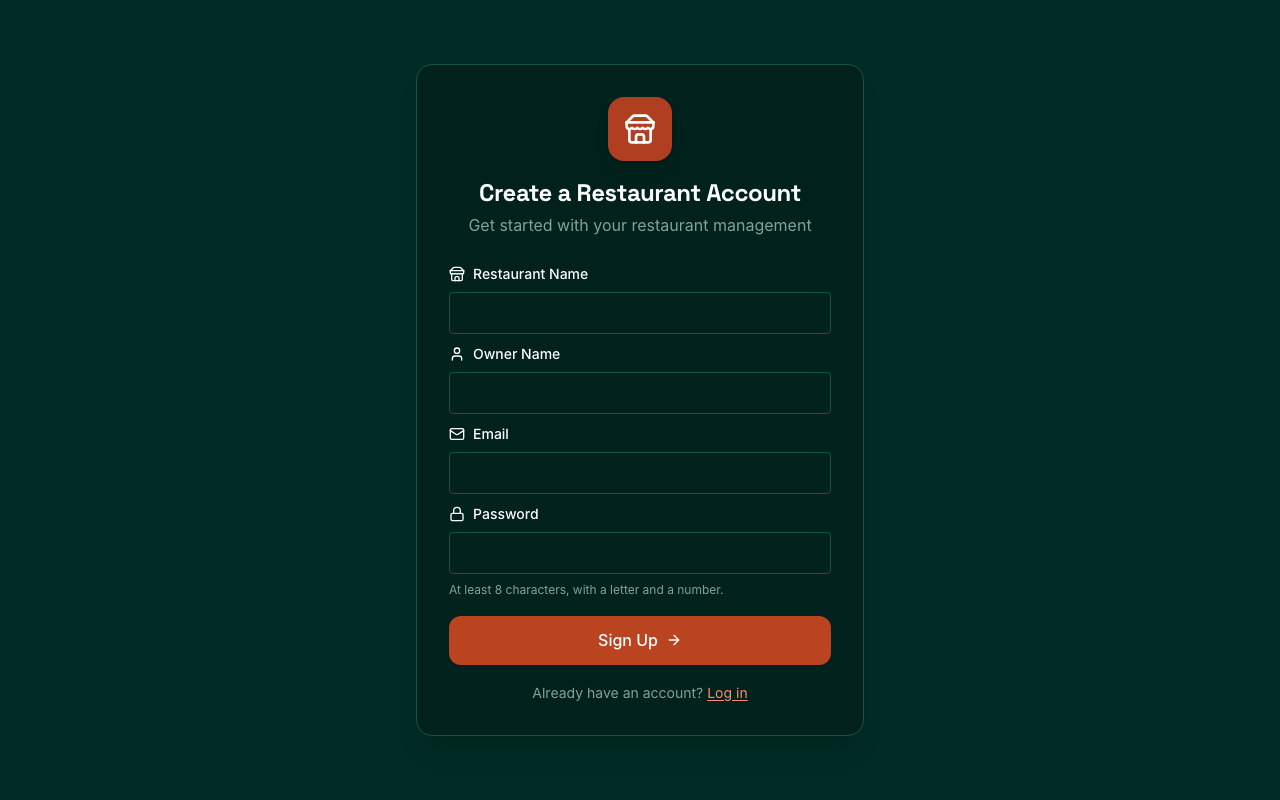 Create a Restaurant Account
Get started with your restaurant management
Restaurant Name
Owner Name
Email
Password
At least 8 characters, with a letter and a number.
Sign Up →
Already have an account? Log in